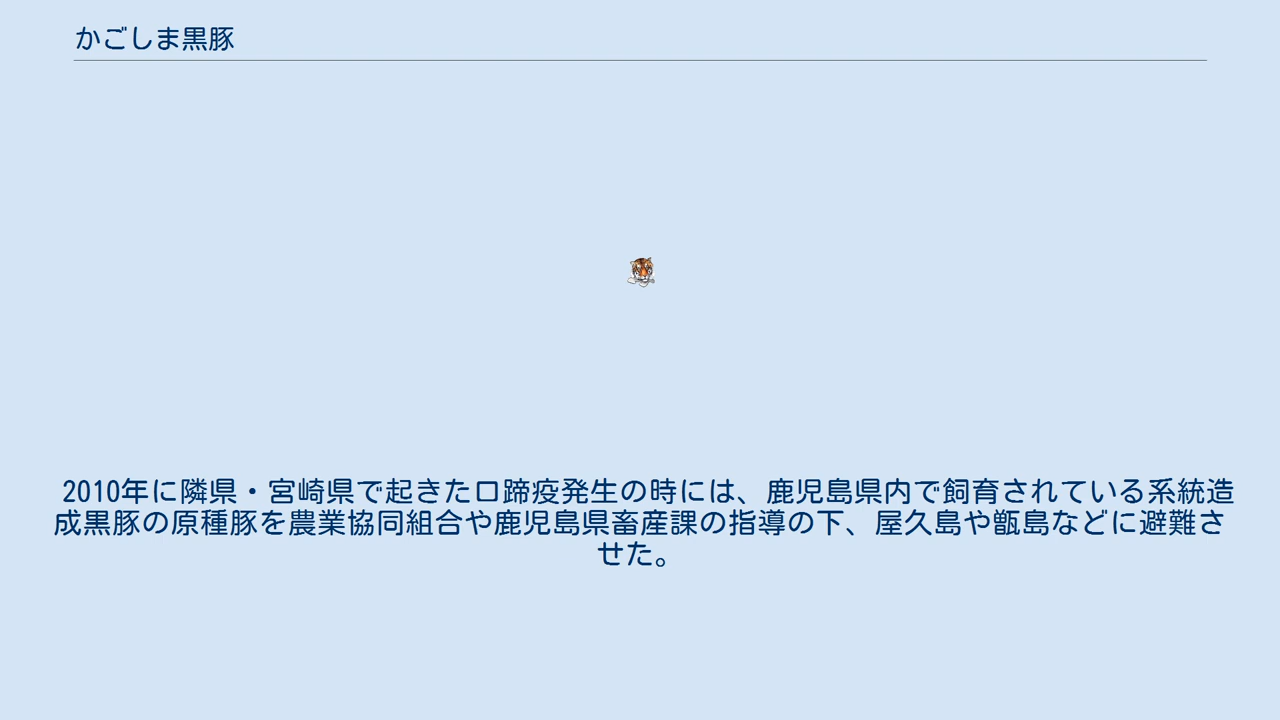 かごしま黒豚
2010年に隣県・宮崎県で起きた口蹄疫発生の時には、鹿児島県内で飼育されている系統造
成黒豚の原種豚を農業協同組合や鹿児島県畜産課の指導の下、屋久島や甑島などに避難さ
せた。